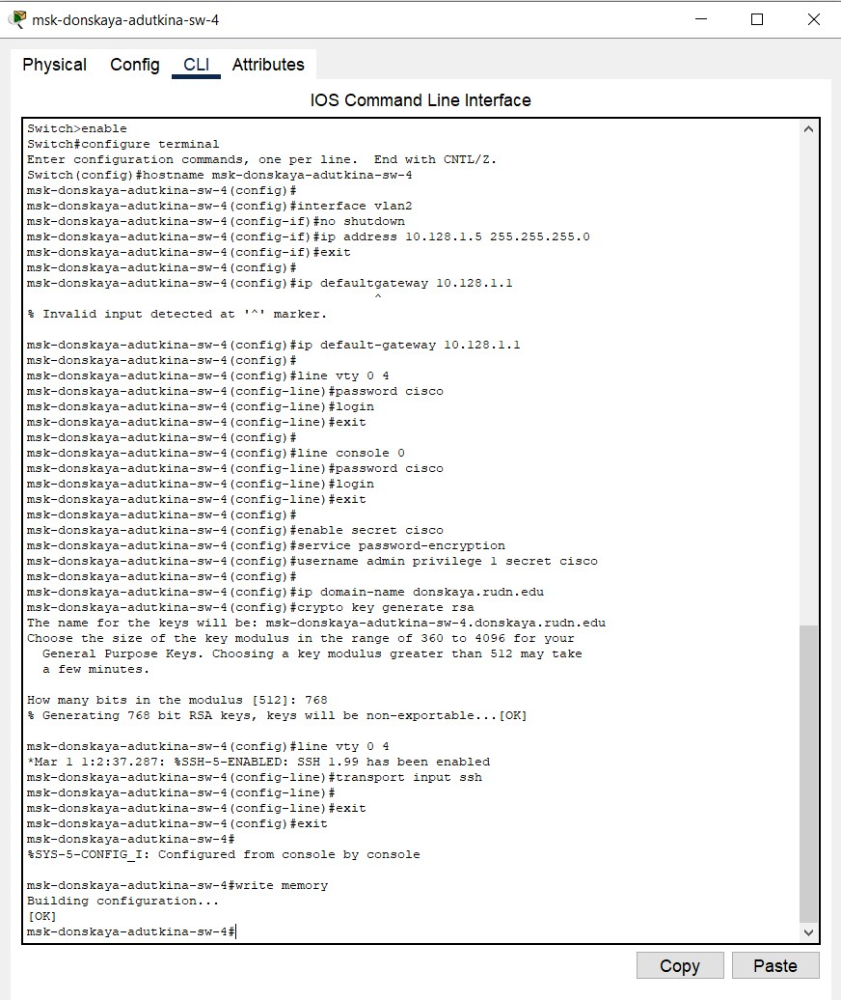 msk-donskaya-adutkina-sw-4
Physical Config CLI Attributes
IOS Command Line Interface
Switch>enable
Switch#configure terminal
Enter configuration commands, one per line.  End with CNTL/Z.
Switch(config)#hostname msk-donskaya-adutkina-sw-4
msk-donskaya-adutkina-sw-4(config)#
msk-donskaya-adutkina-sw-4(config)#interface vlan2
msk-donskaya-adutkina-sw-4(config-if)#no shutdown
msk-donskaya-adutkina-sw-4(config-if)#ip address 10.128.1.5 255.255.255.0
msk-donskaya-adutkina-sw-4(config-if)#exit
msk-donskaya-adutkina-sw-4(config)#
msk-donskaya-adutkina-sw-4(config)#ip defaultgateway 10.128.1.1
^
% Invalid input detected at '^' marker.
msk-donskaya-adutkina-sw-4(config)#ip default-gateway 10.128.1.1
msk-donskaya-adutkina-sw-4(config)#
msk-donskaya-adutkina-sw-4(config)#line vty 0 4
msk-donskaya-adutkina-sw-4(config-line)#password cisco
msk-donskaya-adutkina-sw-4(config-line)#login
msk-donskaya-adutkina-sw-4(config-line)#exit
msk-donskaya-adutkina-sw-4(config)#
msk-donskaya-adutkina-sw-4(config)#line console 0
msk-donskaya-adutkina-sw-4(config-line)#password cisco
msk-donskaya-adutkina-sw-4(config-line)#login
msk-donskaya-adutkina-sw-4(config-line)#exit
msk-donskaya-adutkina-sw-4(config)#
msk-donskaya-adutkina-sw-4(config)#enable secret cisco
msk-donskaya-adutkina-sw-4(config)#service password-encryption
msk-donskaya-adutkina-sw-4(config)#username admin privilege 1 secret cisco
msk-donskaya-adutkina-sw-4(config)#
msk-donskaya-adutkina-sw-4(config)#ip domain-name donskaya.rudn.edu
msk-donskaya-adutkina-sw-4(config)#crypto key generate rsa
The name for the keys will be: msk-donskaya-adutkina-sw-4.donskaya.rudn.edu
Choose the size of the key modulus in the range of 360 to 4096 for your
  General Purpose Keys. Choosing a key modulus greater than 512 may take
  a few minutes.
How many bits in the modulus [512]: 768
% Generating 768 bit RSA keys, keys will be non-exportable...[OK]
msk-donskaya-adutkina-sw-4(config)#line vty 0 4
*Mar 1 1:2:37.287: %SSH-5-ENABLED: SSH 1.99 has been enabled
msk-donskaya-adutkina-sw-4(config-line)#transport input ssh
msk-donskaya-adutkina-sw-4(config-line)#
msk-donskaya-adutkina-sw-4(config-line)#exit
msk-donskaya-adutkina-sw-4(config)#exit
msk-donskaya-adutkina-sw-4#
%SYS-5-CONFIG_I: Configured from console by console
msk-donskaya-adutkina-sw-4#write memory
Building configuration...
[OK]
msk-donskaya-adutkina-sw-4#
Copy Paste